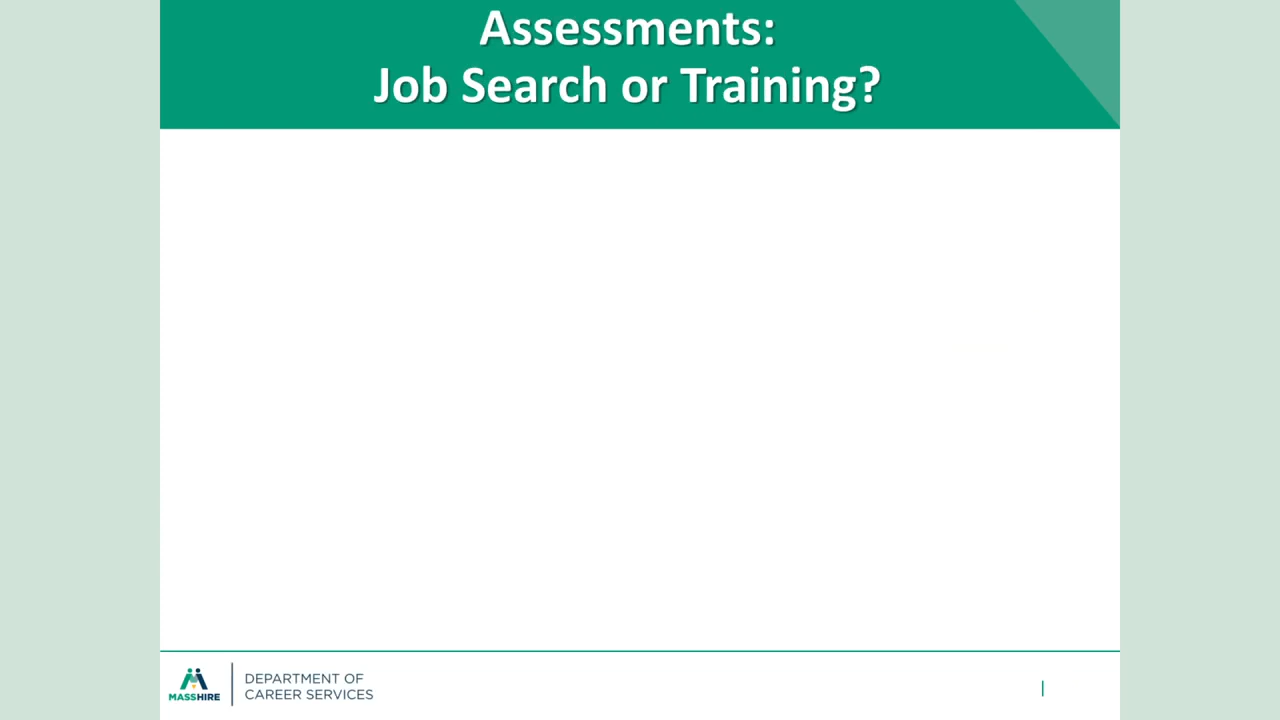 Assessments:
Job Search or Training?
MASSHIRE
DEPARTMENT OF
CAREER SERVICES
|